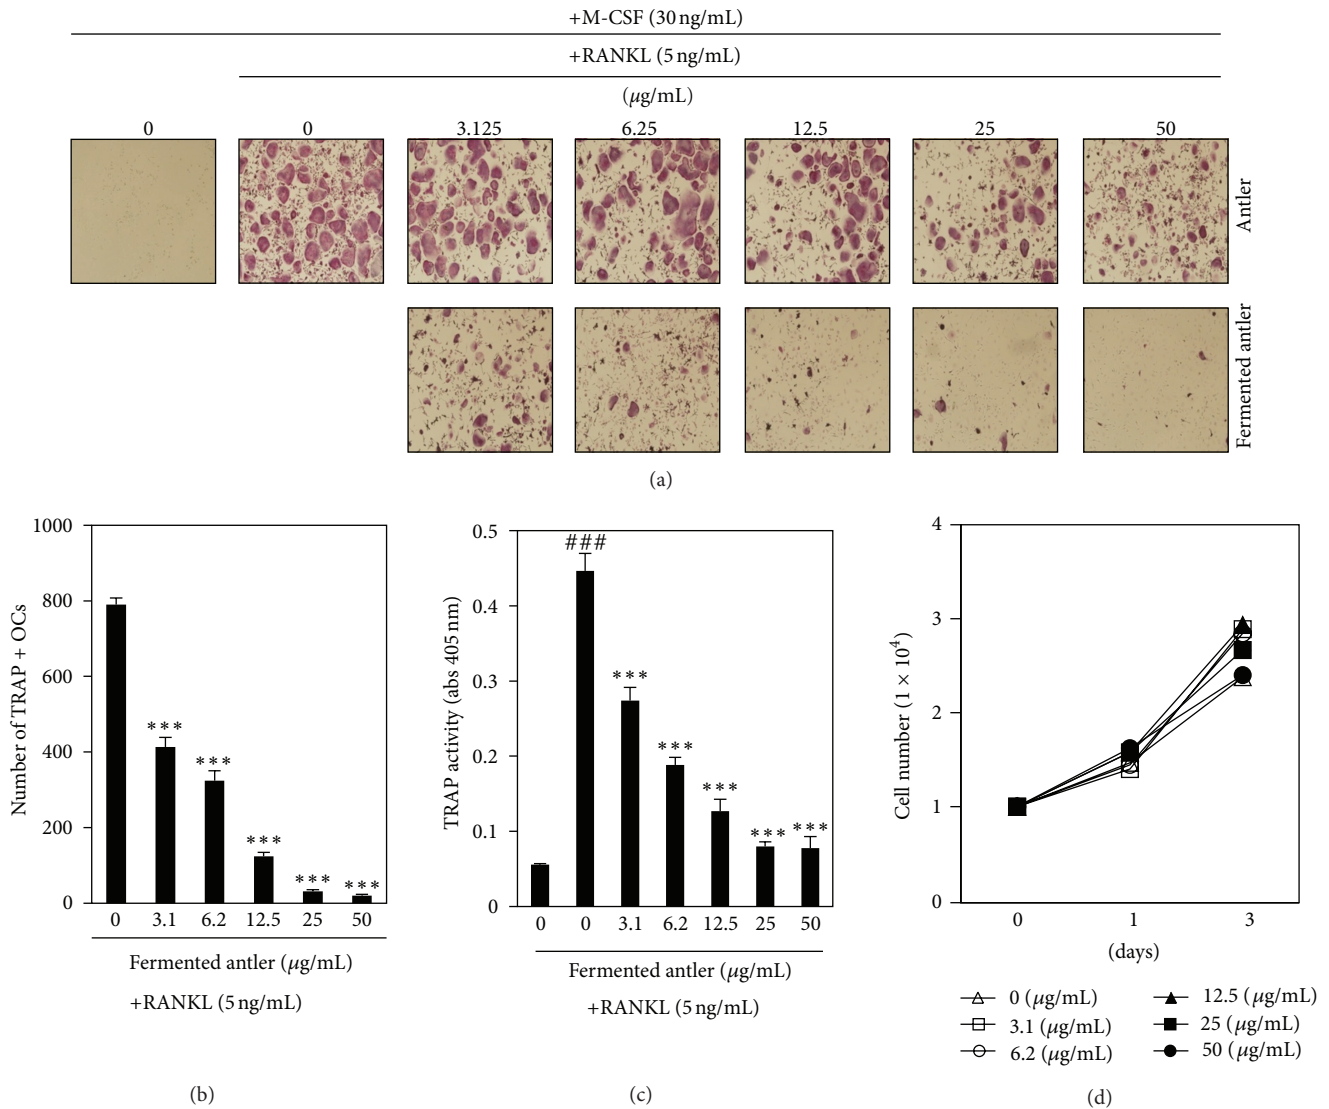 +M-CSF (30 ng/mL)
+RANKL (5 ng/mL)
(μg/mL)
0 0 3.125 6.25 12.5 25 50
Antler
Fermented antler
(a)
1000
800
600
400
200
0
Number of TRAP + OCs
***
***
***
***
***
0 3.1 6.2 12.5 25 50
Fermented antler (μg/mL)
+RANKL (5 ng/mL)
(b)
0.5
0.4
0.3
0.2
0.1
0
TRAP activity (abs 405 nm)
###
***
***
***
***
***
0 0 3.1 6.2 12.5 25 50
Fermented antler (μg/mL)
+RANKL (5 ng/mL)
(c)
4
3
2
1
0
Cell number (1 × 10⁴)
0 1 3
(days)
0 (μg/mL)
3.1 (μg/mL)
6.2 (μg/mL)
12.5 (μg/mL)
25 (μg/mL)
50 (μg/mL)
(d)